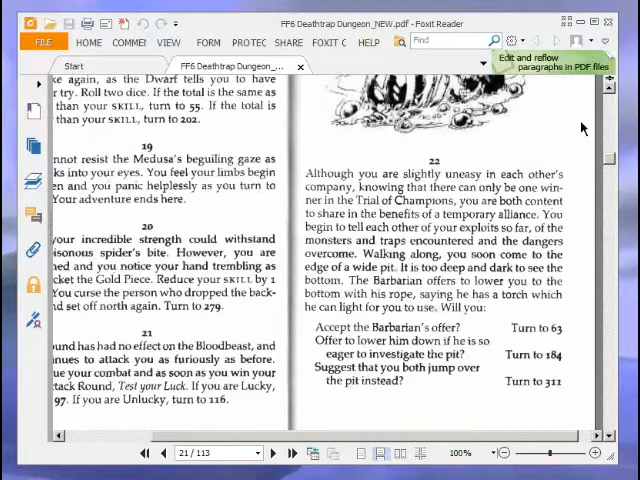 FF6 Deathtrap Dungeon_NEW.pdf - Foxit Reader
FILE HOME COMMEI VIEW FORM PROTEC SHARE FOXIT C HELP Find
Edit and reflow
paragraphs in PDF files
Start FF6 Deathtrap Dungeon_...
ke again, as the Dwarf tells you to have
try. Roll two dice. If the total is the same as
than your SKILL, turn to 55. If the total is
than your SKILL, turn to 202.
19
nnot resist the Medusa's beguiling gaze as
ks into your eyes. You feel your limbs begin
en and you panic helplessly as you turn to
Your adventure ends here.
20
your incredible strength could withstand
isonous spider's bite. However, you are
ned and you notice your hand trembling as
cket the Gold Piece. Reduce your SKILL by 1
You curse the person who dropped the back-
nd set off north again. Turn to 279.
21
und has had no effect on the Bloodbeast, and
nues to attack you as furiously as before.
ue your combat and as soon as you win your
ttack Round, Test your Luck. If you are Lucky,
97. If you are Unlucky, turn to 116.
22
Although you are slightly uneasy in each other's
company, knowing that there can only be one win-
ner in the Trial of Champions, you are both content
to share in the benefits of a temporary alliance. You
begin to tell each other of your exploits so far, of the
monsters and traps encountered and the dangers
overcome. Walking along, you soon come to the
edge of a wide pit. It is too deep and dark to see the
bottom. The Barbarian offers to lower you to the
bottom with his rope, saying he has a torch which
he can light for you to use. Will you:
Accept the Barbarian's offer? Turn to 63
Offer to lower him down if he is so
eager to investigate the pit? Turn to 184
Suggest that you both jump over
the pit instead? Turn to 311
21 / 113
100%